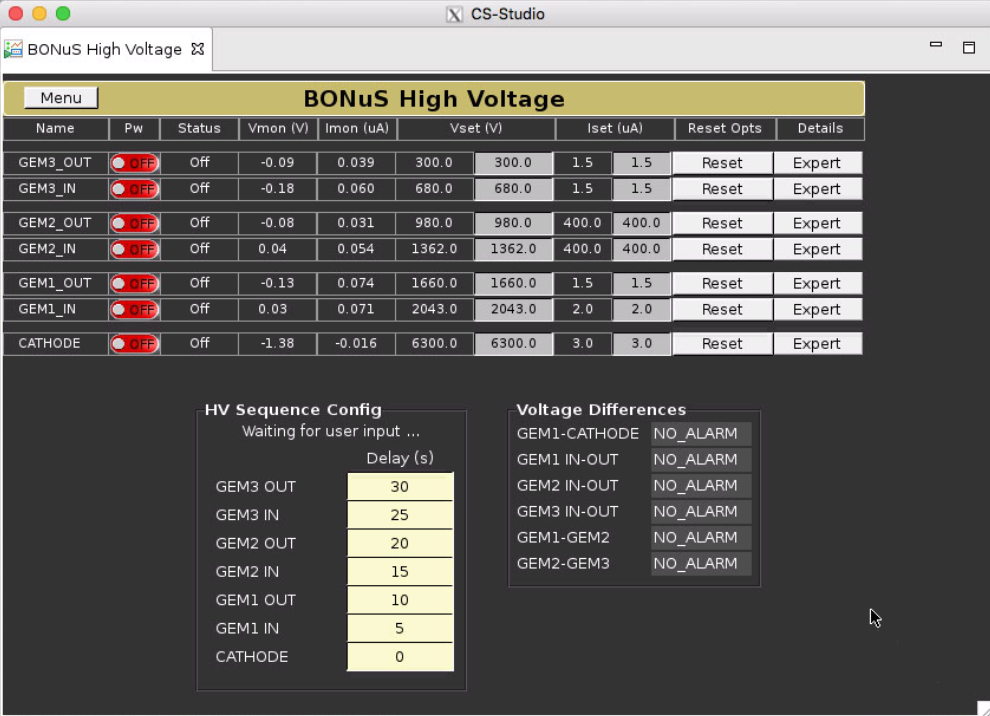 CS-Studio
BONuS High Voltage
Menu BONuS High Voltage
Name Pw Status Vmon (V) Imon (uA) Vset (V) Iset (uA) Reset Opts Details
GEM3_OUT OFF Off -0.09 0.039 300.0 300.0 1.5 1.5 Reset Expert
GEM3_IN OFF Off -0.18 0.060 680.0 680.0 1.5 1.5 Reset Expert
GEM2_OUT OFF Off -0.08 0.031 980.0 980.0 400.0 400.0 Reset Expert
GEM2_IN OFF Off 0.04 0.054 1362.0 1362.0 400.0 400.0 Reset Expert
GEM1_OUT OFF Off -0.13 0.074 1660.0 1660.0 1.5 1.5 Reset Expert
GEM1_IN OFF Off 0.03 0.071 2043.0 2043.0 2.0 2.0 Reset Expert
CATHODE OFF Off -1.38 -0.016 6300.0 6300.0 3.0 3.0 Reset Expert
HV Sequence Config
Waiting for user input ...
Delay (s)
GEM3 OUT 30
GEM3 IN 25
GEM2 OUT 20
GEM2 IN 15
GEM1 OUT 10
GEM1 IN 5
CATHODE 0
Voltage Differences
GEM1-CATHODE NO_ALARM
GEM1 IN-OUT NO_ALARM
GEM2 IN-OUT NO_ALARM
GEM3 IN-OUT NO_ALARM
GEM1-GEM2 NO_ALARM
GEM2-GEM3 NO_ALARM